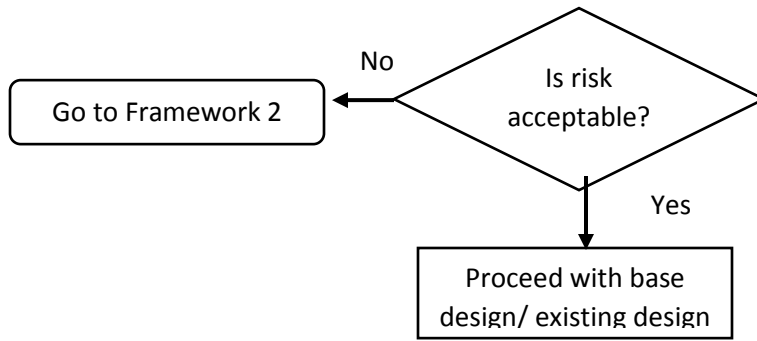 No
Is risk
acceptable?
Go to Framework 2
Yes
Proceed with base
design/ existing design